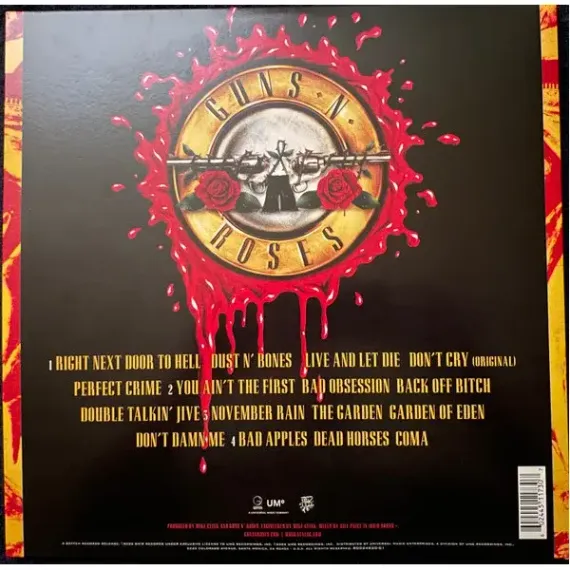 GUNS N' ROSES
1 RIGHT NEXT DOOR TO HELL DUST N' BONES LIVE AND LET DIE DON'T CRY (ORIGINAL)
PERFECT CRIME 2 YOU AIN'T THE FIRST BAD OBSESSION BACK OFF BITCH
DOUBLE TALKIN' JIVE 3 NOVEMBER RAIN THE GARDEN GARDEN OF EDEN
DON'T DAMN ME 4 BAD APPLES DEAD HORSES COMA
UMe